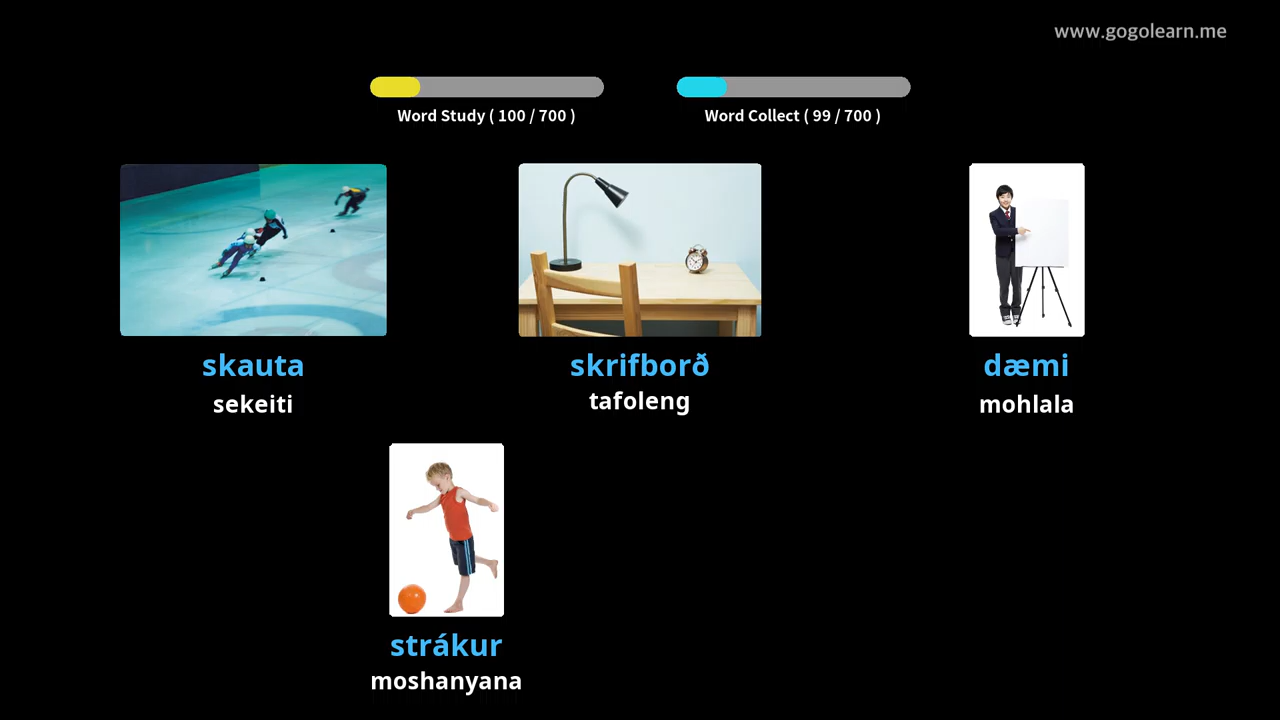 www.gogolearn.me
Word Study ( 100 / 700 )
Word Collect ( 99 / 700 )
skauta
sekeiti
skrifborð
tafoleng
dæmi
mohlala
strákur
moshanyana